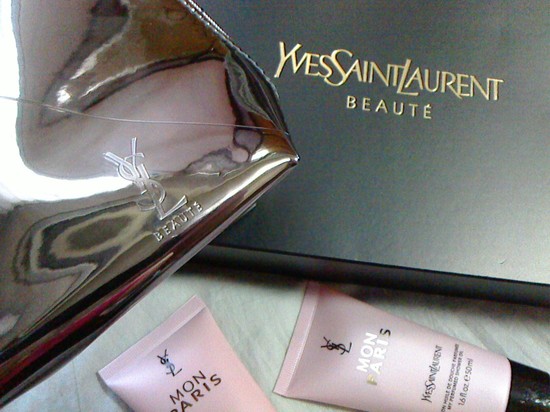 YVESSAINTLAURENT
BEAUTÉ
YSL
BEAUTÉ
YSL
MON
PARIS
YSL
MON
PARIS
YVESSAINTLAURENT
1.6 fl.oz℮50ml